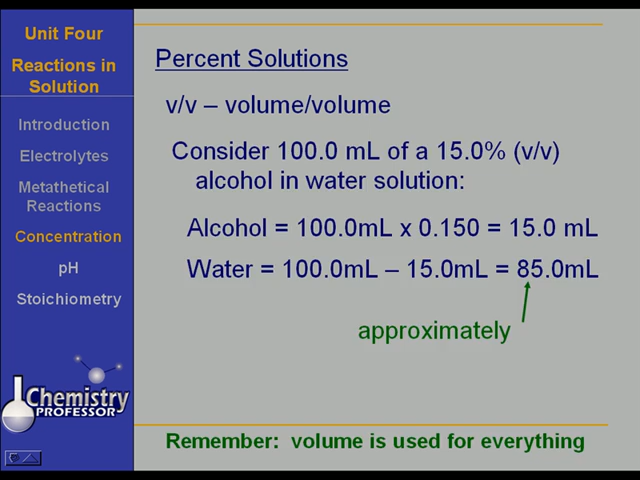 Unit Four
Reactions in
Solution
Introduction
Electrolytes
Metathetical
Reactions
Concentration
pH
Stoichiometry
Chemistry
PROFESSOR
Percent Solutions
v/v – volume/volume
Consider 100.0 mL of a 15.0% (v/v)
alcohol in water solution:
Alcohol = 100.0mL x 0.150 = 15.0 mL
Water = 100.0mL – 15.0mL = 85.0mL
approximately
Remember: volume is used for everything